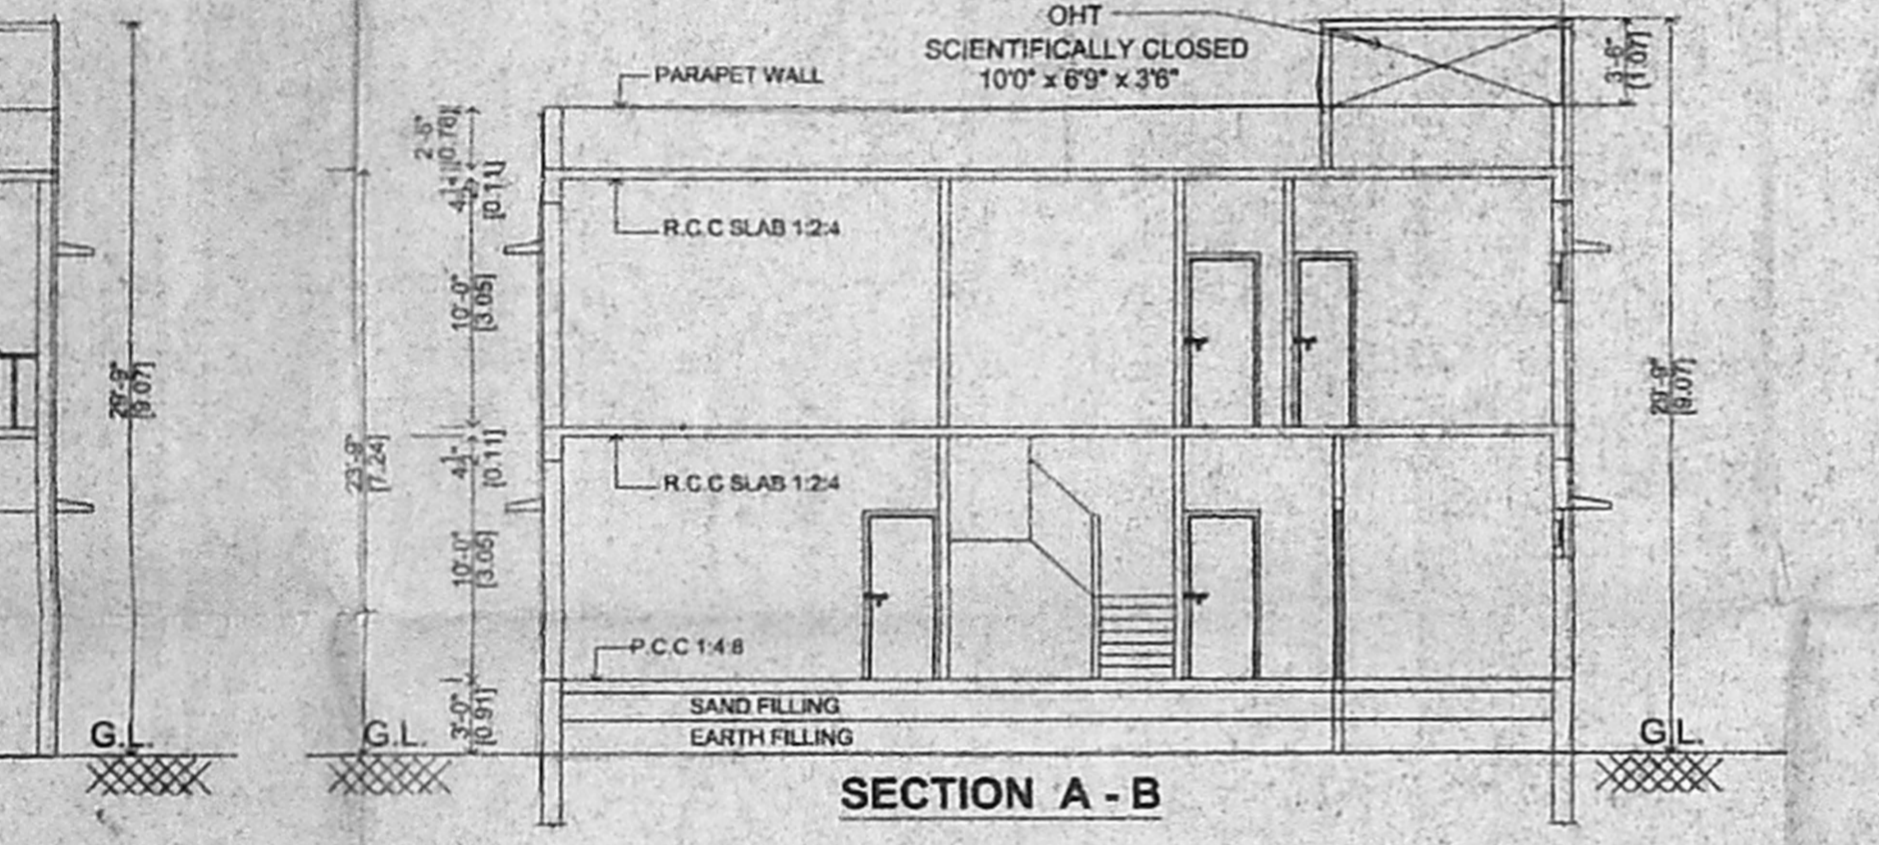 OHT
SCIENTIFICALLY CLOSED
10'0" x 6'9" x 3'6"
PARAPET WALL
3'-6"
[1.07]
2'-6"
[0.76]
4½"
[0.11]
R.C.C SLAB 1:2:4
10'-0"
[3.05]
29'-9"
[9.07]
29'-9"
[9.07]
23'-9"
[7.24]
4½"
[0.11]
R.C.C SLAB 1:2:4
10'-0"
[3.05]
P.C.C 1:4:8
3'-0"
[0.91]
SAND FILLING
EARTH FILLING
G.L.
G.L.
G.L.
SECTION A - B